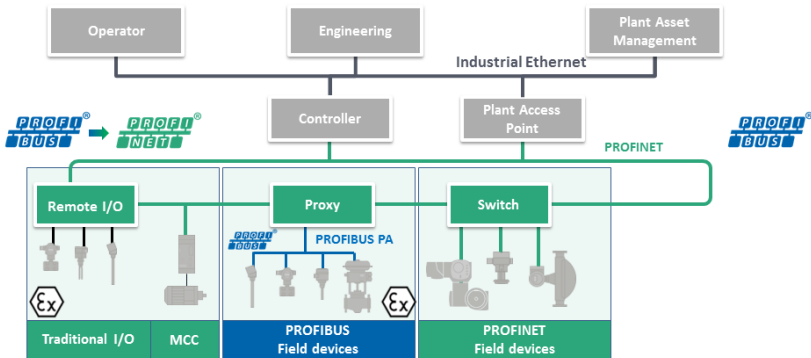 Operator
Engineering
Plant Asset
Management
Industrial Ethernet
Controller
Plant Access
Point
PROFI
BUS
®
PROFI
NET
®
PROFI
BUS
®
PROFINET
Remote I/O
Proxy
Switch
PROFI
BUS
®
PROFIBUS PA
Ex
Ex
Traditional I/O
MCC
PROFIBUS
Field devices
PROFINET
Field devices